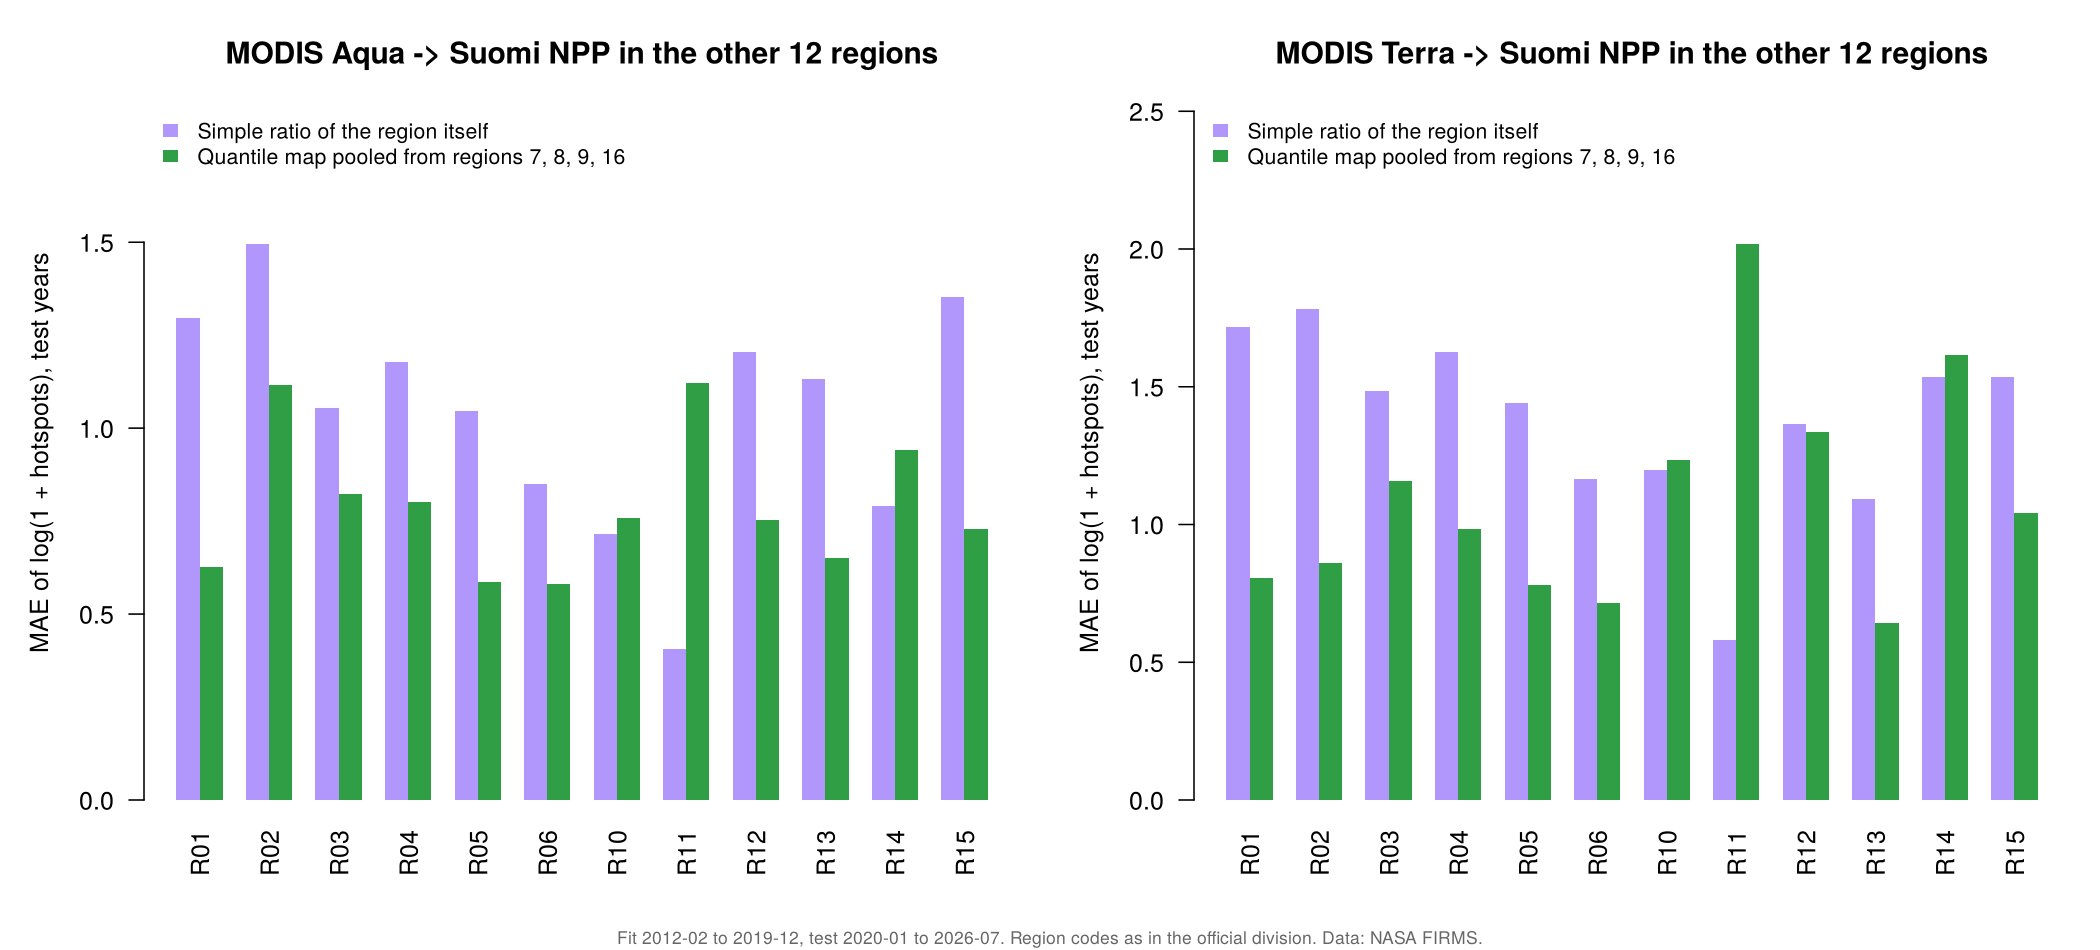 MODIS Aqua -> Suomi NPP in the other 12 regions
Simple ratio of the region itself
Quantile map pooled from regions 7, 8, 9, 16
MAE of log(1 + hotspots), test years
1.5
1.0
0.5
0.0
R01 R02 R03 R04 R05 R06 R10 R11 R12 R13 R14 R15
MODIS Terra -> Suomi NPP in the other 12 regions
Simple ratio of the region itself
Quantile map pooled from regions 7, 8, 9, 16
MAE of log(1 + hotspots), test years
2.5
2.0
1.5
1.0
0.5
0.0
R01 R02 R03 R04 R05 R06 R10 R11 R12 R13 R14 R15
Fit 2012-02 to 2019-12, test 2020-01 to 2026-07. Region codes as in the official division. Data: NASA FIRMS.